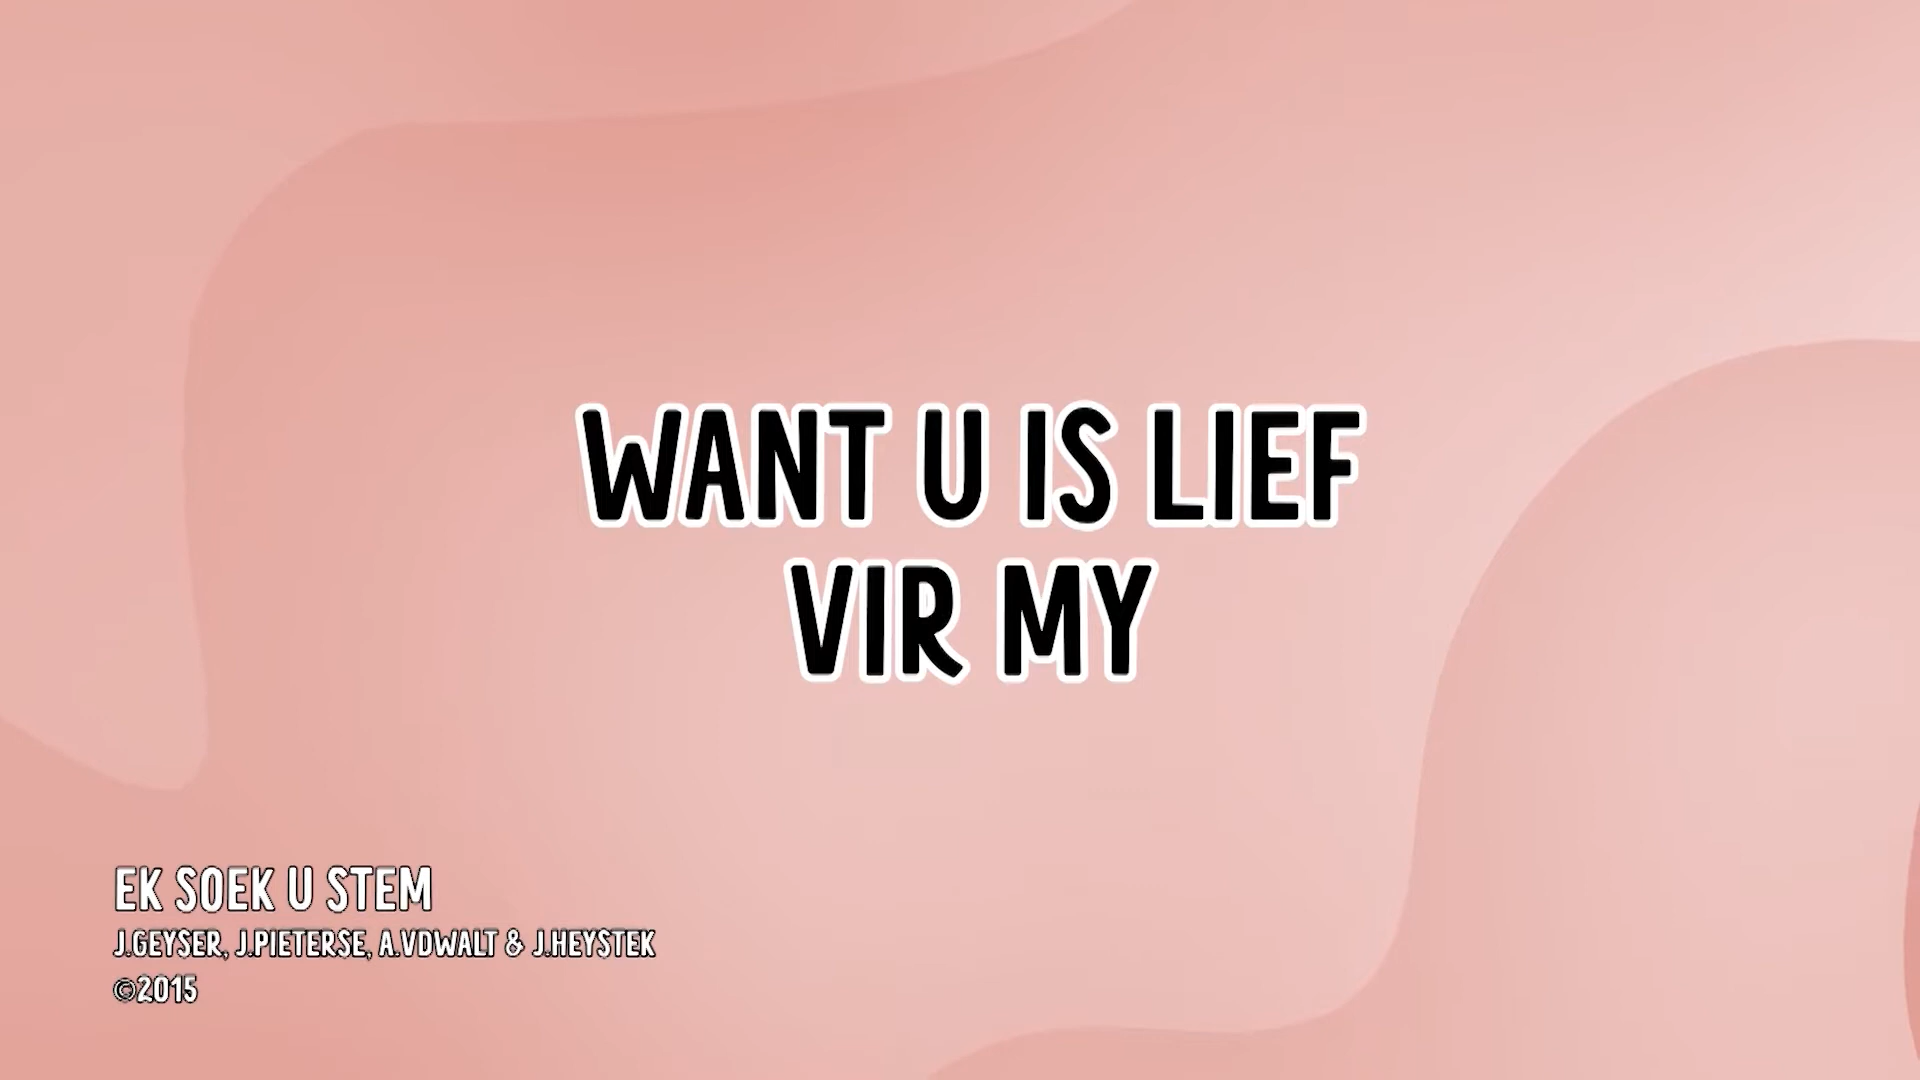 WANT U IS LIEF
VIR MY
EK SOEK U STEM
J.GEYSER, J.PIETERSE, A.VDWALT & J.HEYSTEK
©2015